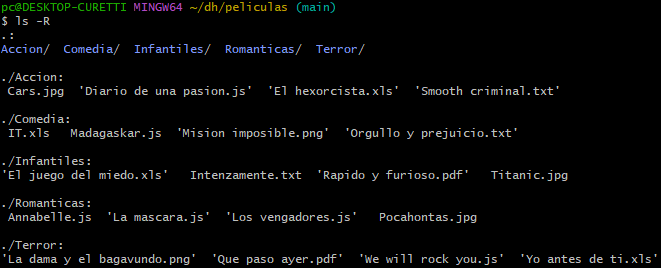 pc@DESKTOP-CURETTI MINGW64 ~/dh/peliculas (main)
$ ls -R
.:
Accion/  Comedia/  Infantiles/  Romanticas/  Terror/

./Accion:
 Cars.jpg  'Diario de una pasion.js'  'El hexorcista.xls'  'Smooth criminal.txt'

./Comedia:
 IT.xls   Madagaskar.js  'Mision imposible.png'  'Orgullo y prejuicio.txt'

./Infantiles:
'El juego del miedo.xls'   Intenzamente.txt  'Rapido y furioso.pdf'   Titanic.jpg

./Romanticas:
 Annabelle.js  'La mascara.js'  'Los vengadores.js'   Pocahontas.jpg

./Terror:
'La dama y el bagavundo.png'  'Que paso ayer.pdf'  'We will rock you.js'  'Yo antes de ti.xls'